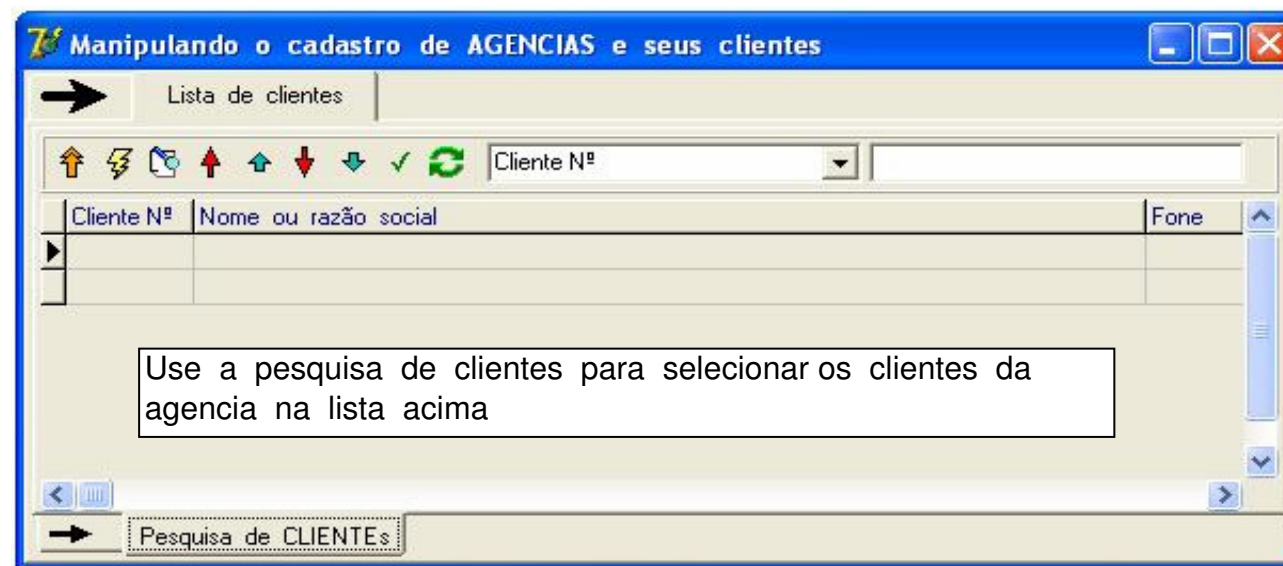 Manipulando o cadastro de AGENCIAS e seus clientes
Lista de clientes
Cliente Nº
Cliente Nº Nome ou razão social Fone
Use a pesquisa de clientes para selecionar os clientes da
agencia na lista acima
Pesquisa de CLIENTEs